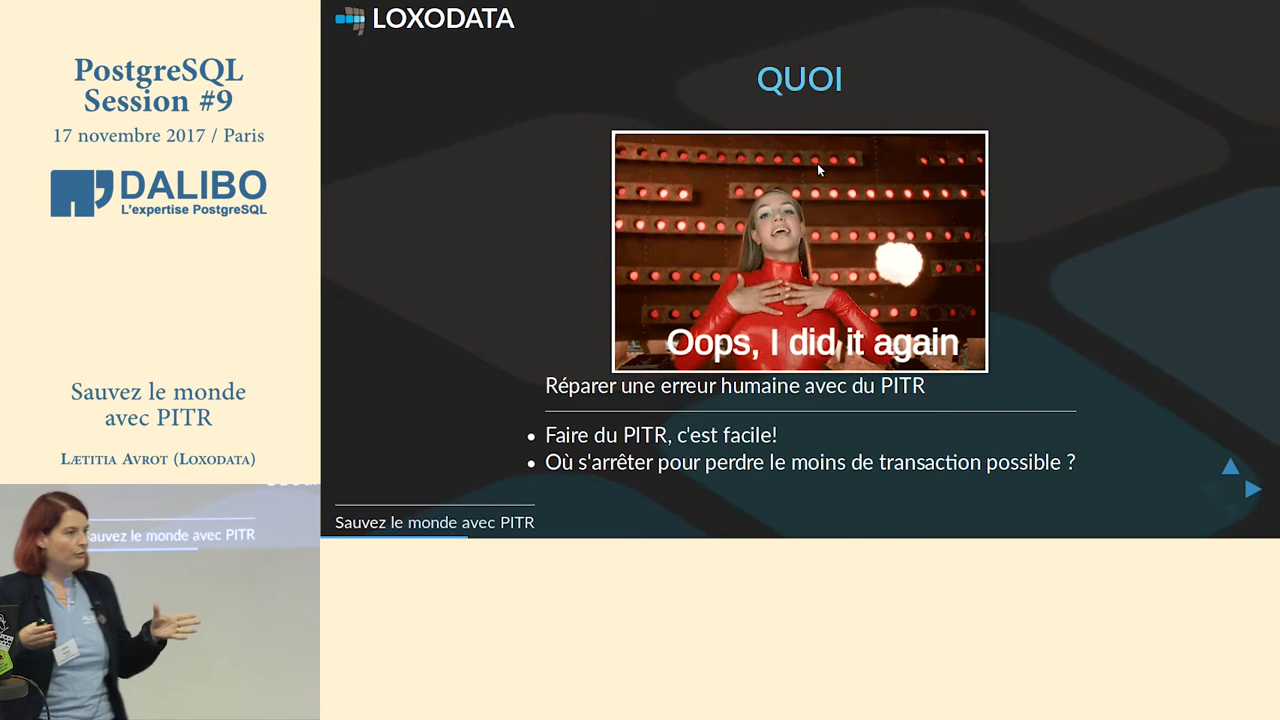 PostgreSQL
Session #9
17 novembre 2017 / Paris
DALIBO
L'expertise PostgreSQL
Sauvez le monde
avec PITR
Lætitia Avrot (Loxodata)
auvez le monde avec PITR
LOXODATA
QUOI
Oops, I did it again
Réparer une erreur humaine avec du PITR
Faire du PITR, c'est facile!
Où s'arrêter pour perdre le moins de transaction possible ?
Sauvez le monde avec PITR